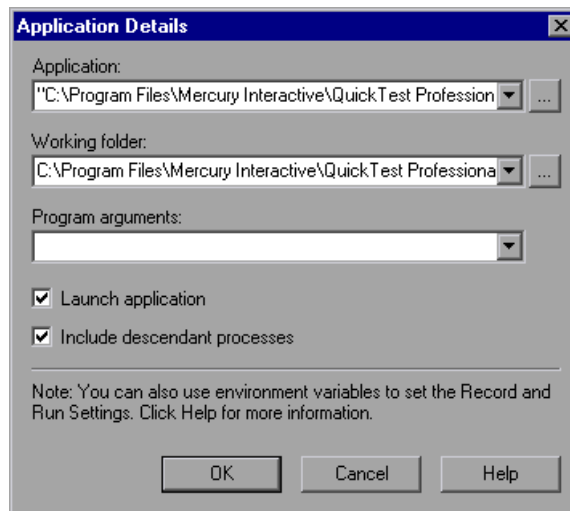 Application Details
Application:
"C:\Program Files\Mercury Interactive\QuickTest Profession
...
Working folder:
C:\Program Files\Mercury Interactive\QuickTest Professiona
...
Program arguments:
Launch application
Include descendant processes
Note: You can also use environment variables to set the Record and
Run Settings. Click Help for more information.
OK Cancel Help